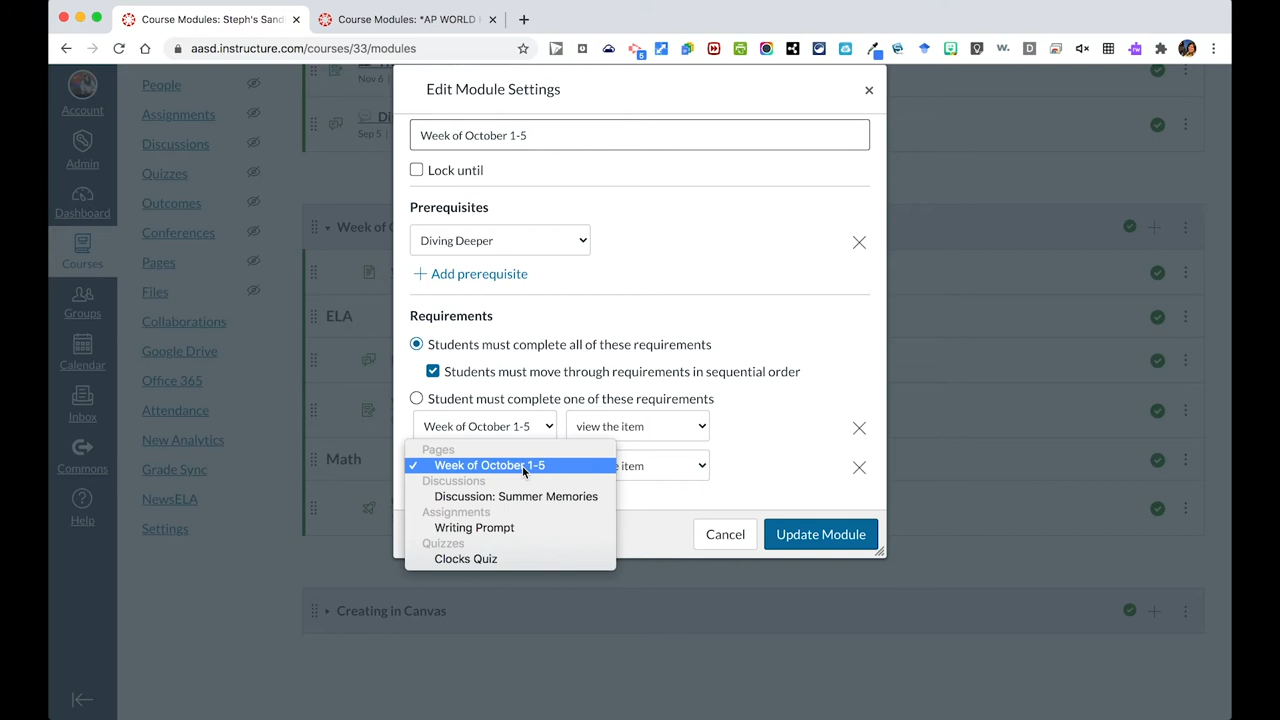 Course Modules: Steph's Sand
Course Modules: *AP WORLD
aasd.instructure.com/courses/33/modules
5
W.
D
rw
Account
Admin
Dashboard
Courses
Groups
Calendar
Inbox
Commons
Help
People
Assignments
Discussions
Quizzes
Outcomes
Conferences
Pages
Files
Collaborations
Google Drive
Office 365
Attendance
New Analytics
Grade Sync
NewsELA
Settings
Nov 6
Di
Sep 5
Week of O
ELA
Math
Creating in Canvas
Edit Module Settings
Week of October 1-5
Lock until
Prerequisites
Diving Deeper
Add prerequisite
Requirements
Students must complete all of these requirements
Students must move through requirements in sequential order
Student must complete one of these requirements
Week of October 1-5 view the item
e item
Pages
Week of October 1-5
Discussions
Discussion: Summer Memories
Assignments
Writing Prompt
Quizzes
Clocks Quiz
Cancel
Update Module